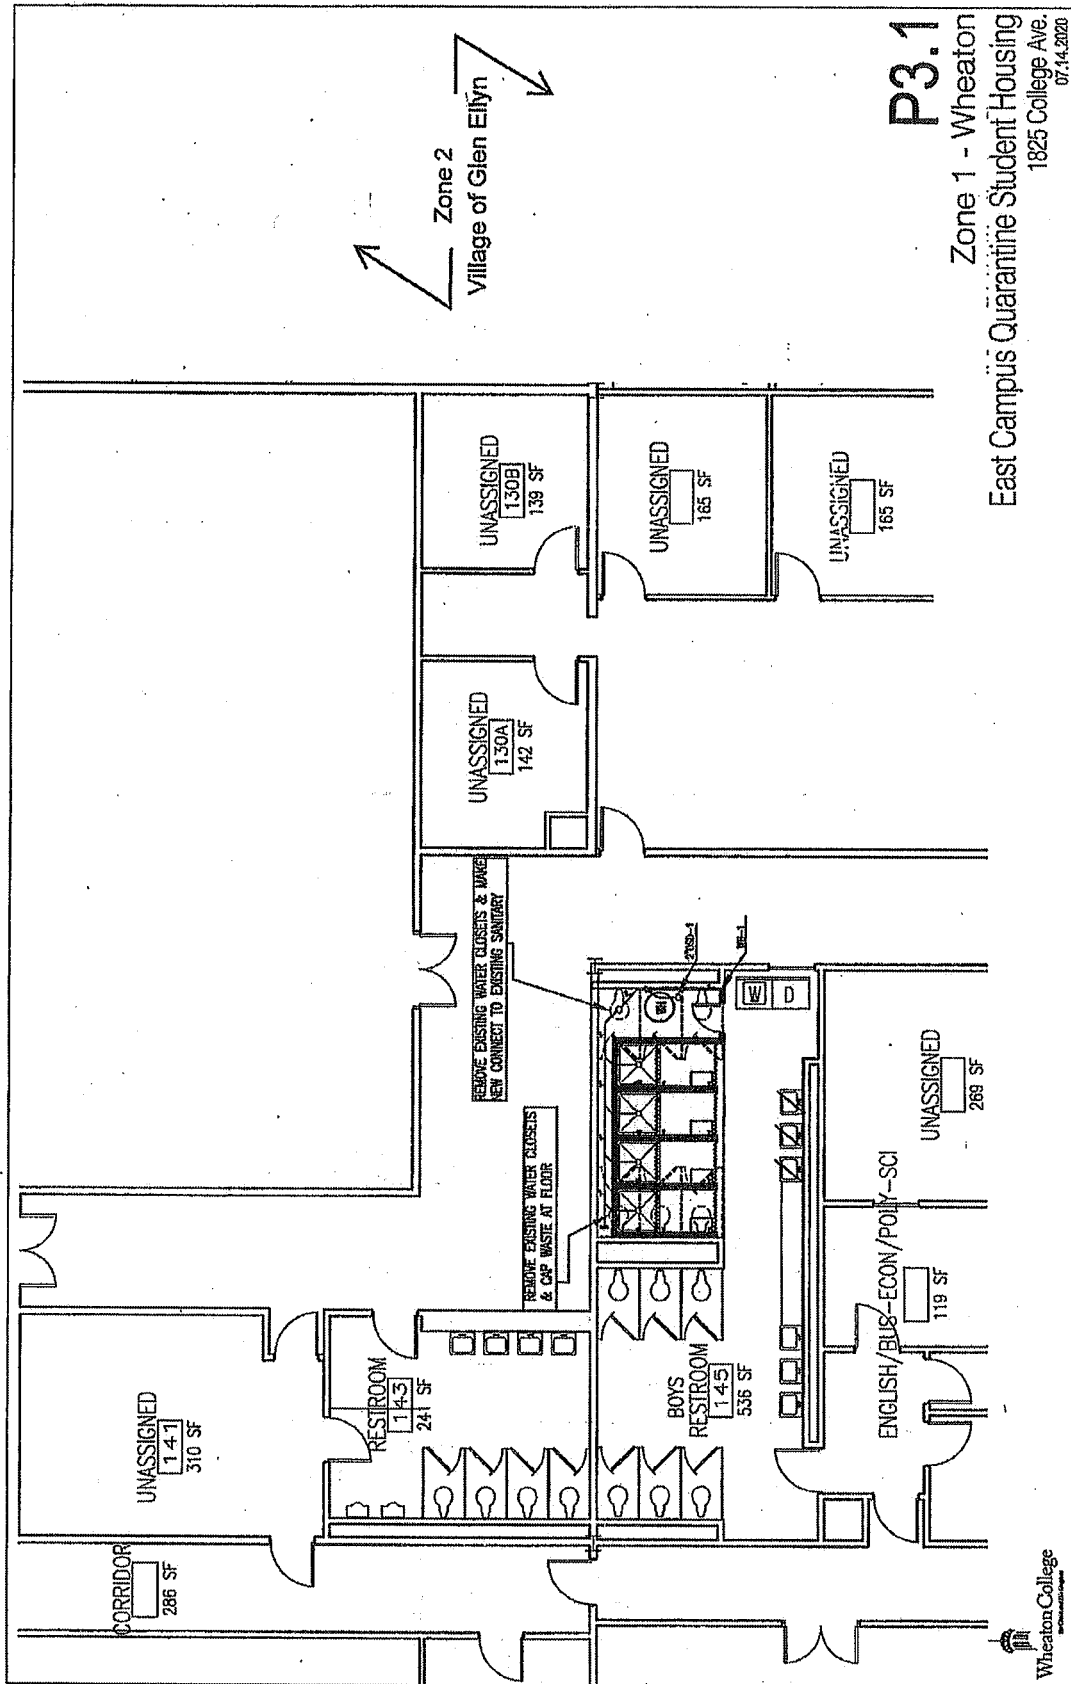 CORRIDOR
286 SF
UNASSIGNED
141
310 SF
RESTROOM
143
241 SF
REMOVE EXISTING WATER CLOSETS
& CAP WASTE AT FLOOR
REMOVE EXISTING WATER CLOSETS & MAKE
NEW CONNECT TO EXISTING SANITARY
UNASSIGNED
130A
142 SF
UNASSIGNED
130B
139 SF
Zone 2
Village of Glen Ellyn
BOYS
RESTROOM
145
536 SF
W
D
UNASSIGNED
165 SF
UNASSIGNED
165 SF
ENGLISH/BUS-ECON/POLY-SCI
119 SF
UNASSIGNED
269 SF
P3.1
Zone 1 - Wheaton
East Campus Quarantine Student Housing
1825 College Ave.
07.14.2020
Wheaton College